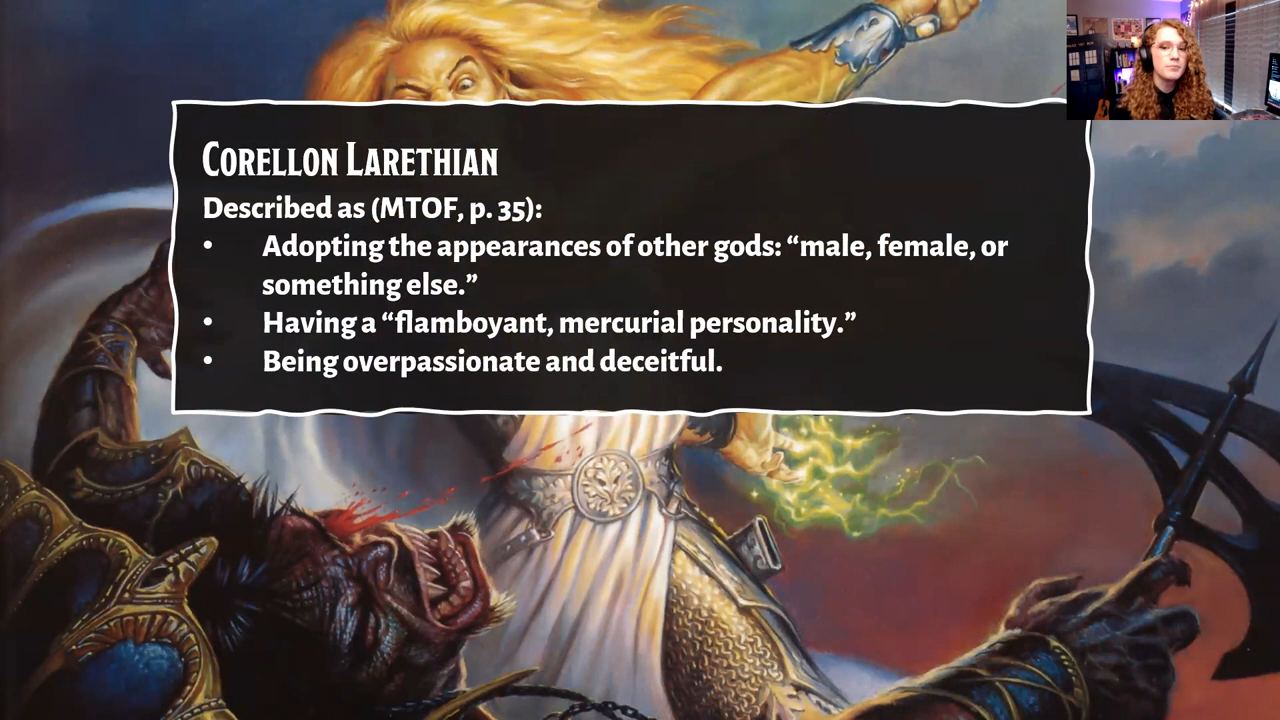 Corellon Larethian
Described as (MTOF, p. 35):
• Adopting the appearances of other gods: “male, female, or
something else.”
• Having a “flamboyant, mercurial personality.”
• Being overpassionate and deceitful.